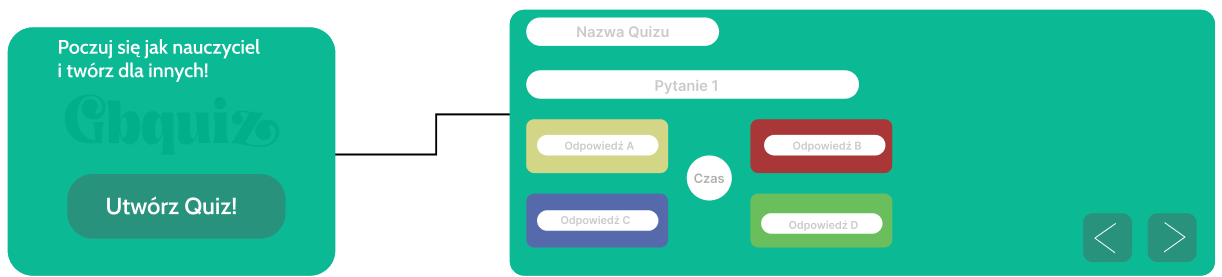 Poczuj się jak nauczyciel
i twórz dla innych!
Gbquiz
Utwórz Quiz!
Nazwa Quizu
Pytanie 1
Odpowiedź A
Odpowiedź B
Czas
Odpowiedź C
Odpowiedź D